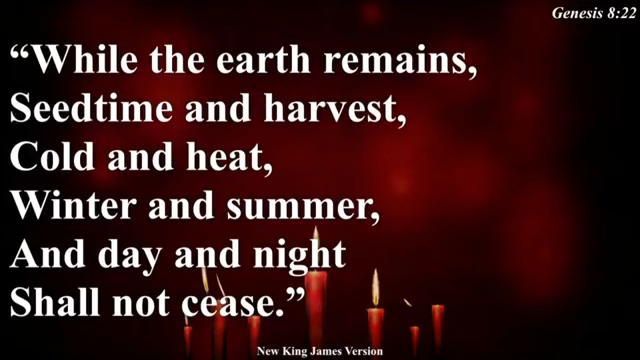 Genesis 8:22
“While the earth remains,
Seedtime and harvest,
Cold and heat,
Winter and summer,
And day and night
Shall not cease.”
New King James Version